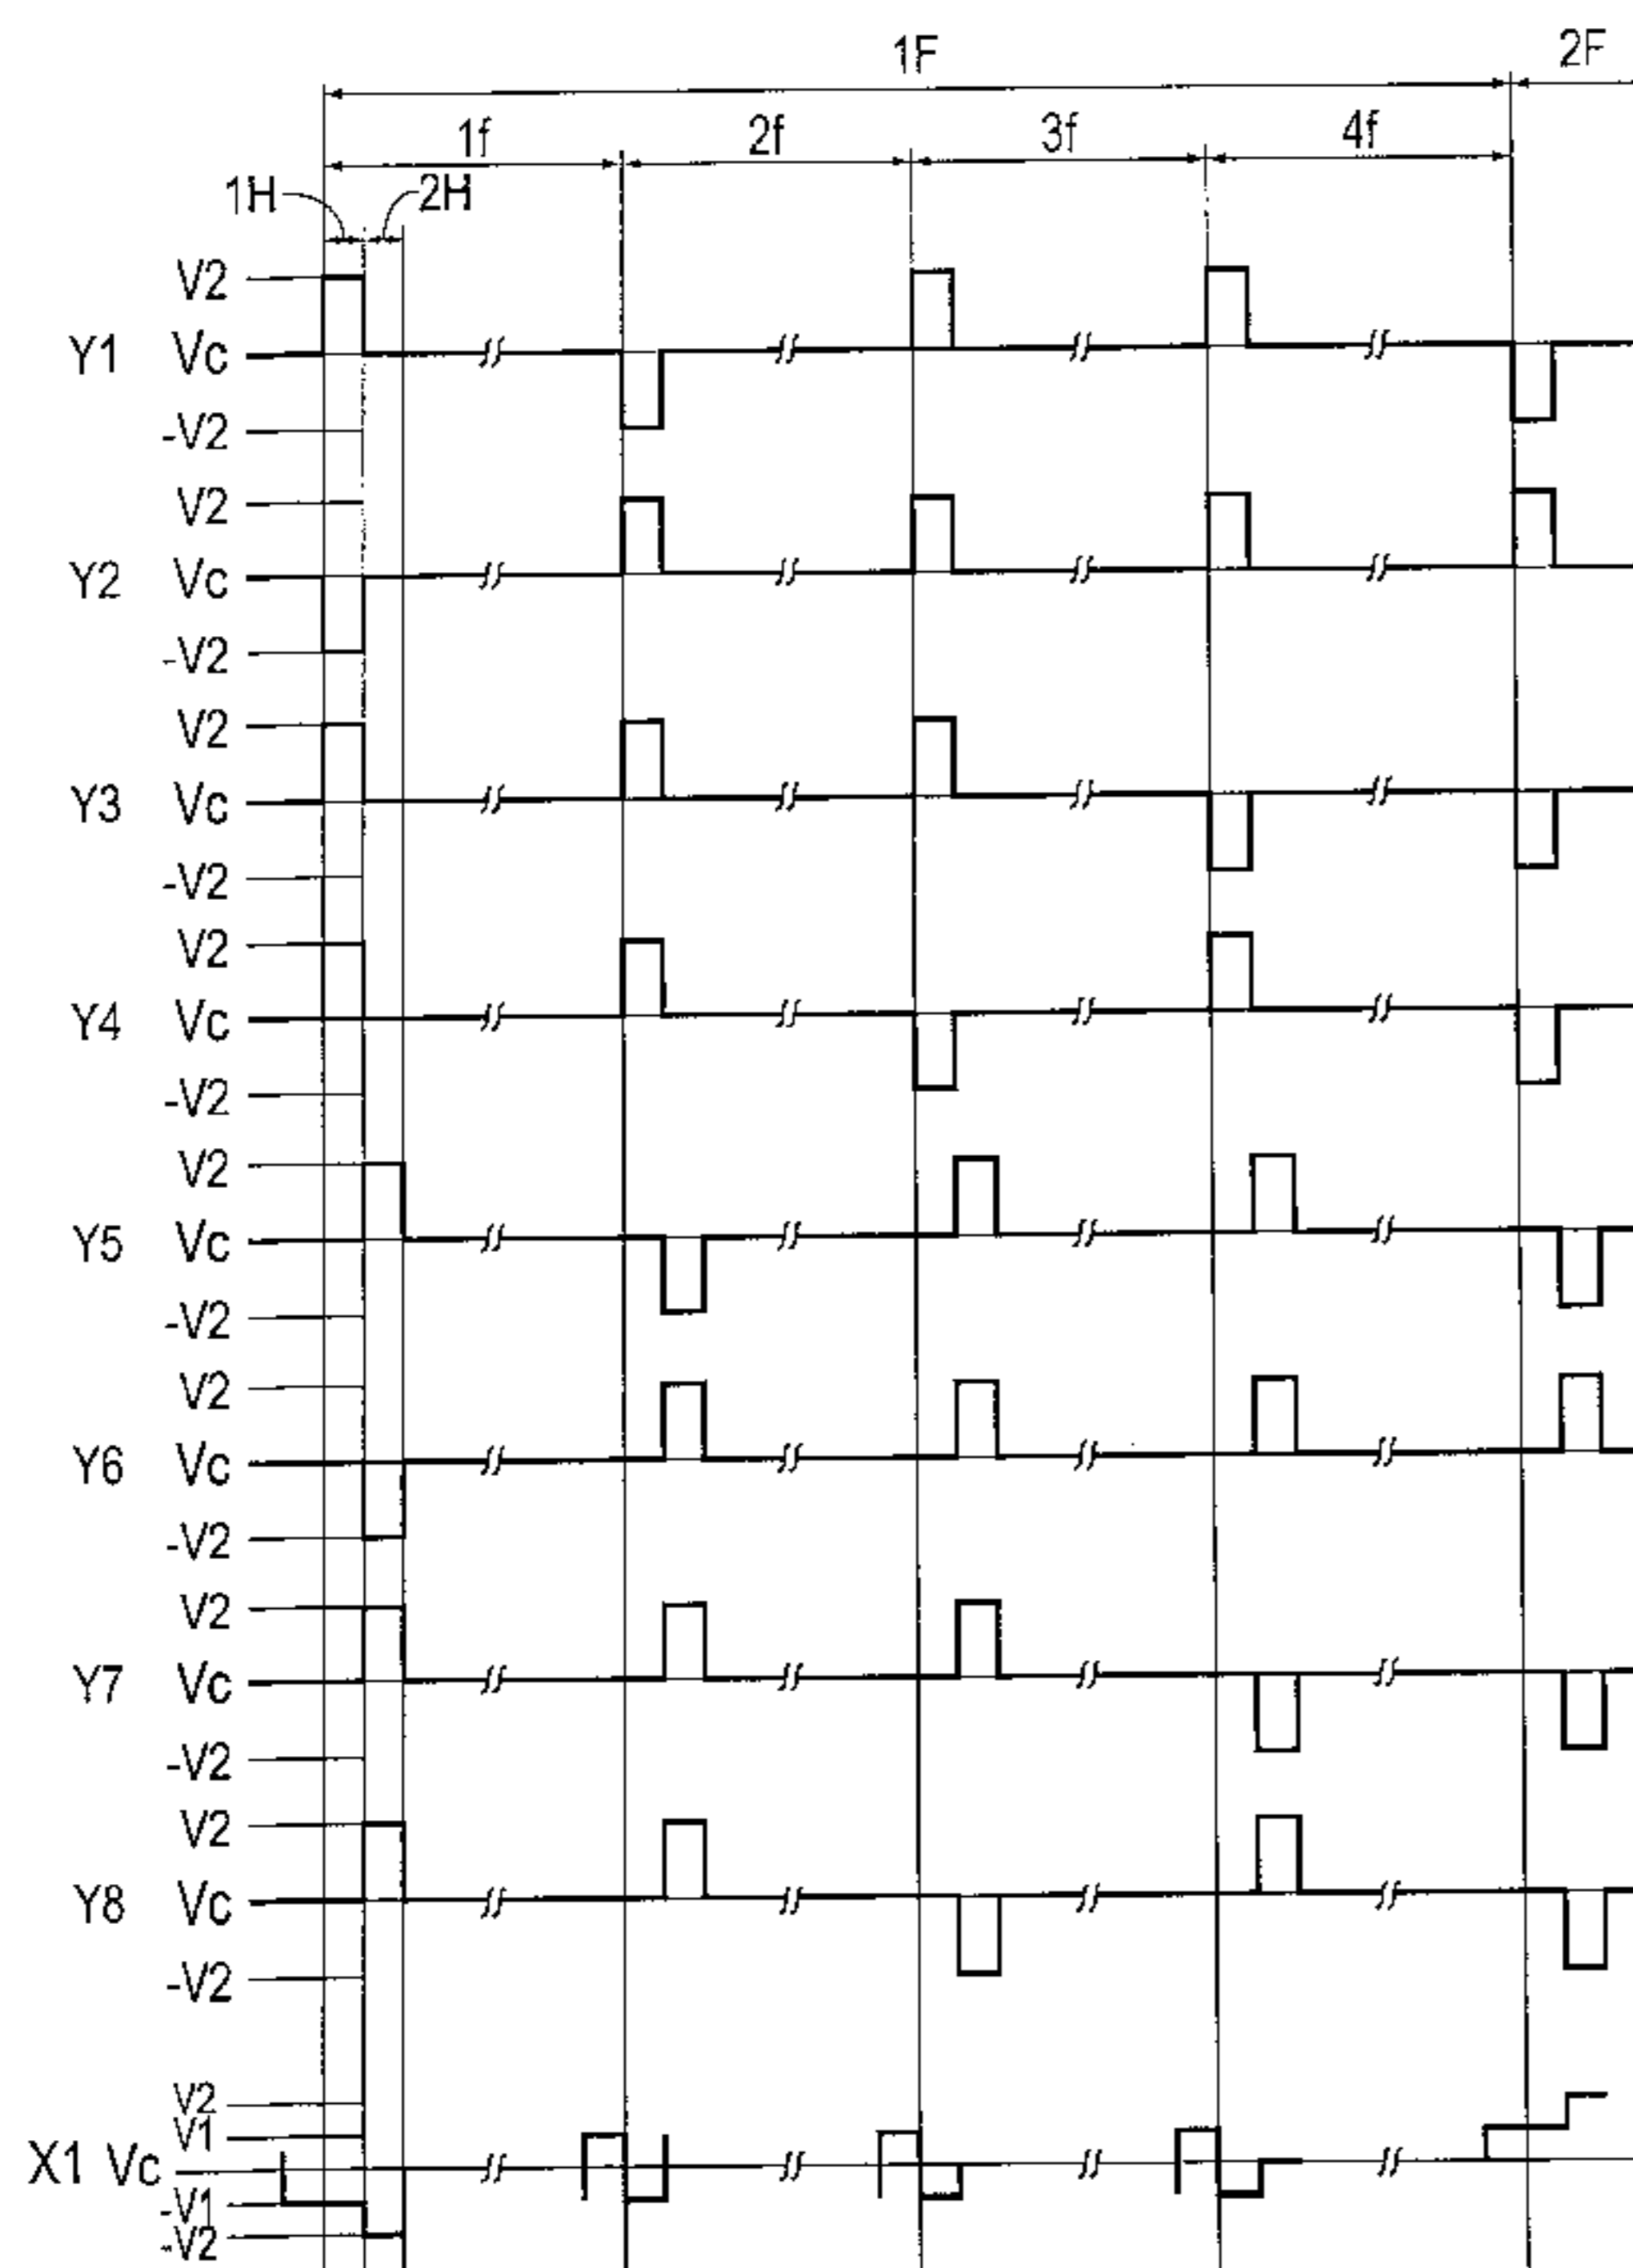 1F 2F
1f 2f 3f 4f
1H 2H
V2
Y1 Vc
-V2
V2
Y2 Vc
-V2
V2
Y3 Vc
-V2
V2
Y4 Vc
-V2
V2
Y5 Vc
-V2
V2
Y6 Vc
-V2
V2
Y7 Vc
-V2
V2
Y8 Vc
-V2
V2
V1
X1 Vc
-V1
-V2